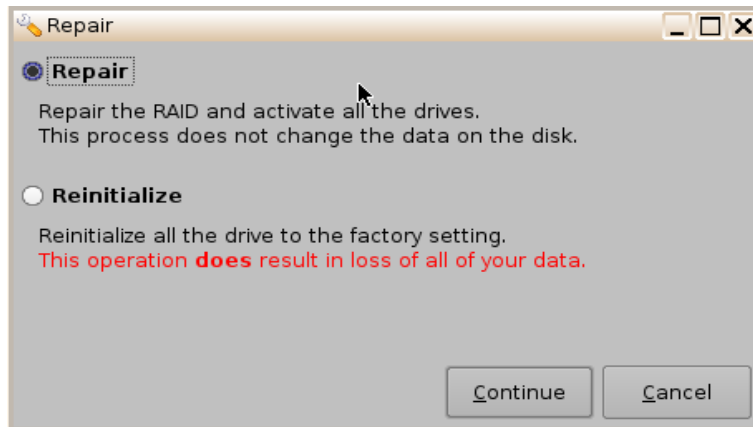 Repair
Repair
Repair the RAID and activate all the drives.
This process does not change the data on the disk.
Reinitialize
Reinitialize all the drive to the factory setting.
This operation does result in loss of all of your data.
Continue
Cancel